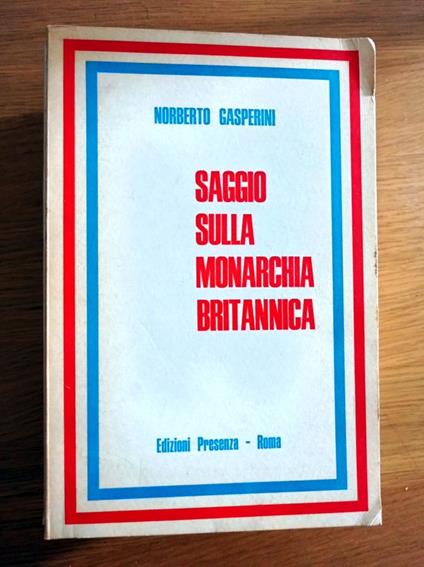 NORBERTO GASPERINI
SAGGIO
SULLA
MONARCHIA
BRITANNICA
Edizioni Presenza - Roma